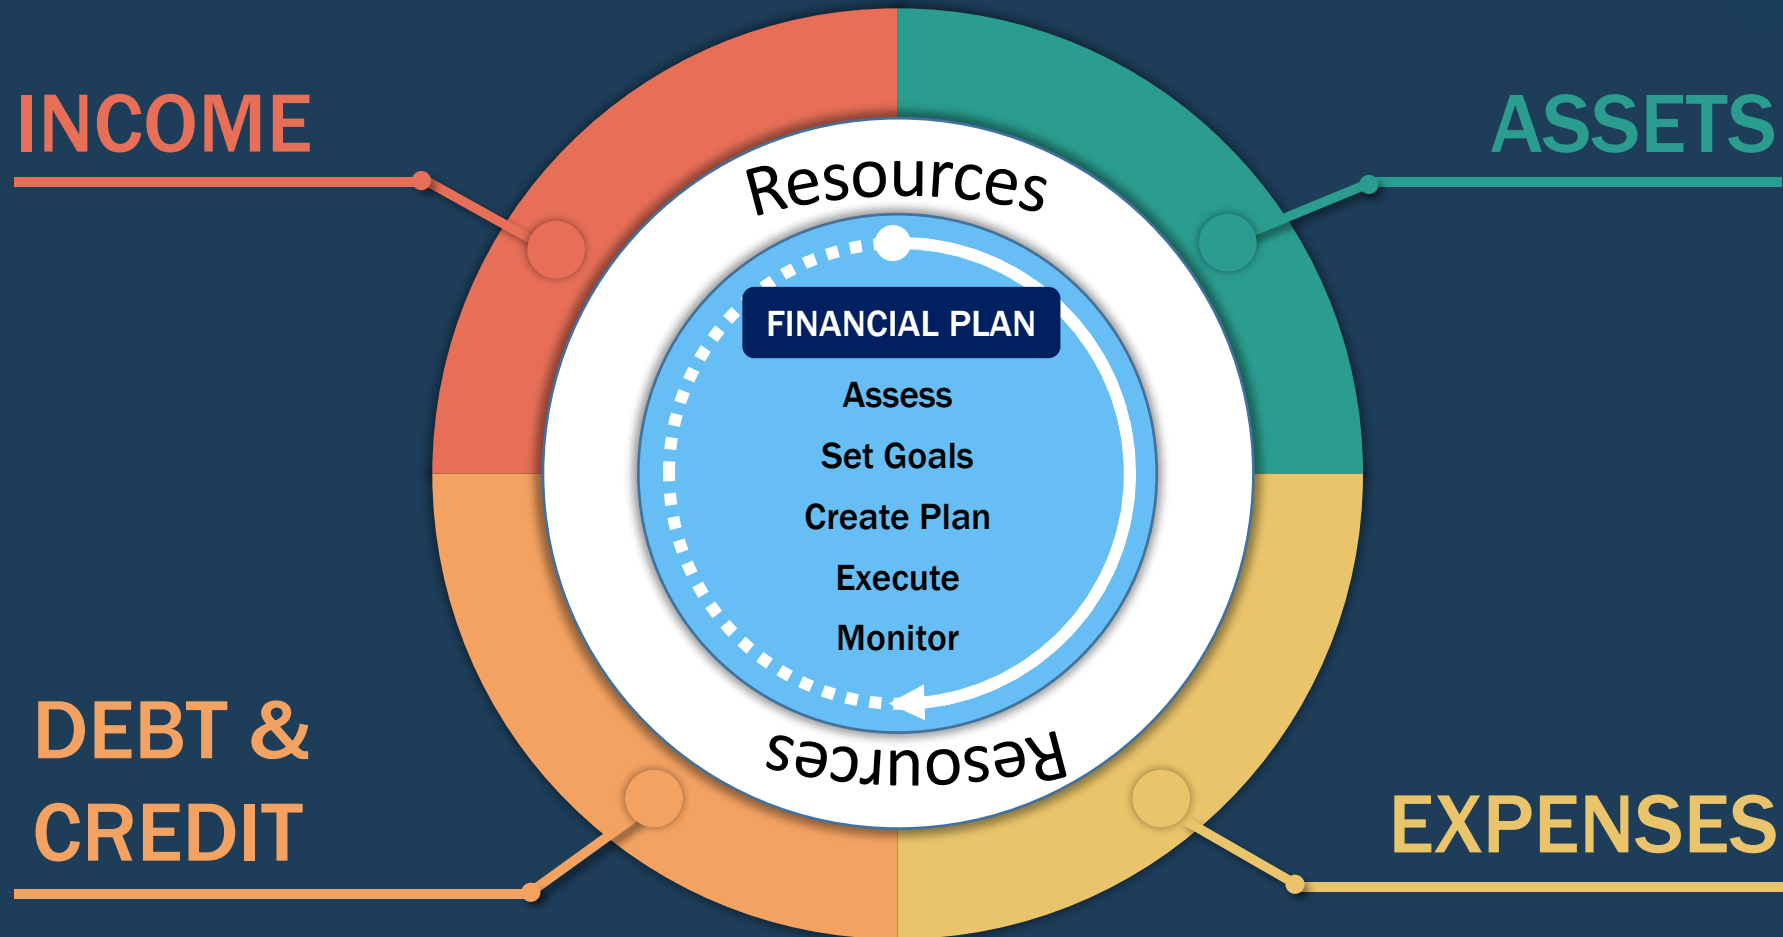 INCOME
ASSETS
Resources
FINANCIAL PLAN
Assess
Set Goals
Create Plan
Execute
Monitor
Resources
DEBT &
CREDIT
EXPENSES